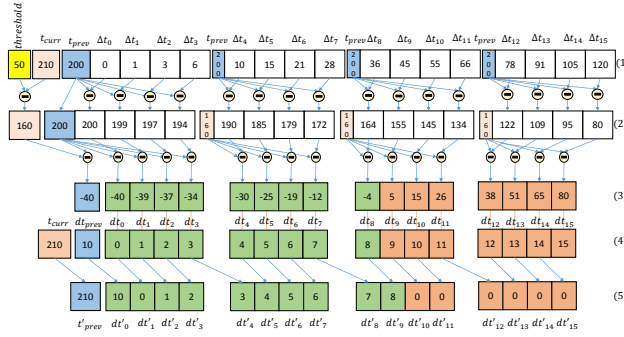 threshold t_curr t_prev Δt_0 Δt_1 Δt_2 Δt_3 t_prev Δt_4 Δt_5 Δt_6 Δt_7 t_prev Δt_8 Δt_9 Δt_10 Δt_11 t_prev Δt_12 Δt_13 Δt_14 Δt_15
50 210 200 0 1 3 6 200 10 15 21 28 200 36 45 55 66 200 78 91 105 120 (1
160 200 200 199 197 194 160 190 185 179 172 160 164 155 145 134 160 122 109 95 80 (2
-40 -40 -39 -37 -34 -30 -25 -19 -12 -4 5 15 26 38 51 65 80 (3
t_curr dt_prev dt_0 dt_1 dt_2 dt_3 dt_4 dt_5 dt_6 dt_7 dt_8 dt_9 dt_10 dt_11 dt_12 dt_13 dt_14 dt_15
210 10 0 1 2 3 4 5 6 7 8 9 10 11 12 13 14 15 (4
210 10 0 1 2 3 4 5 6 7 8 0 0 0 0 0 0 (5
t'_prev dt'_0 dt'_1 dt'_2 dt'_3 dt'_4 dt'_5 dt'_6 dt'_7 dt'_8 dt'_9 dt'_10 dt'_11 dt'_12 dt'_13 dt'_14 dt'_15